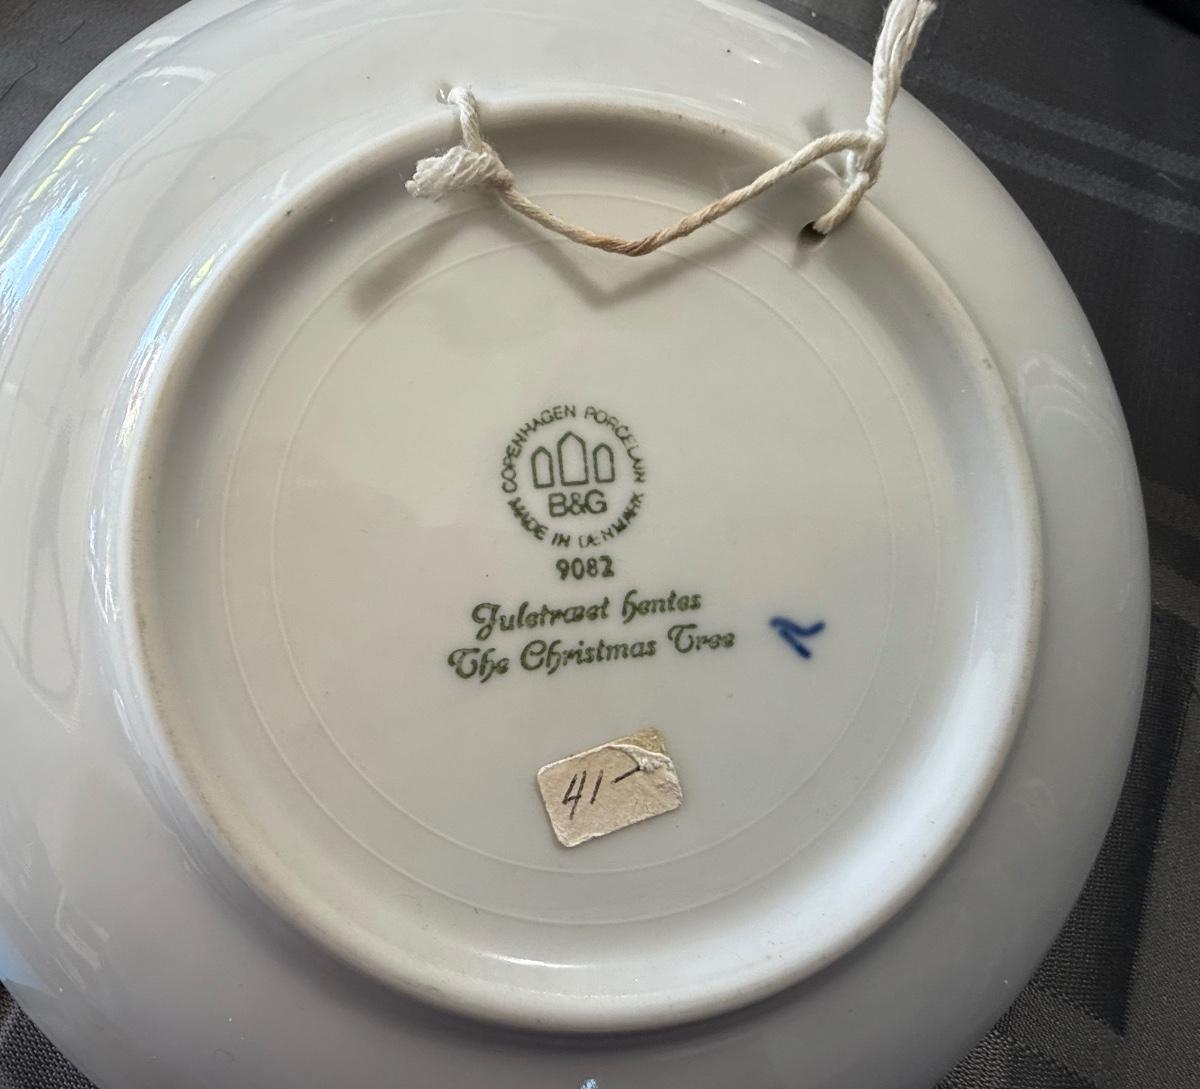 COPENHAGEN PORCELAIN
B&G
MADE IN DENMARK
9082
Juletræet hentes
The Christmas Tree
41-